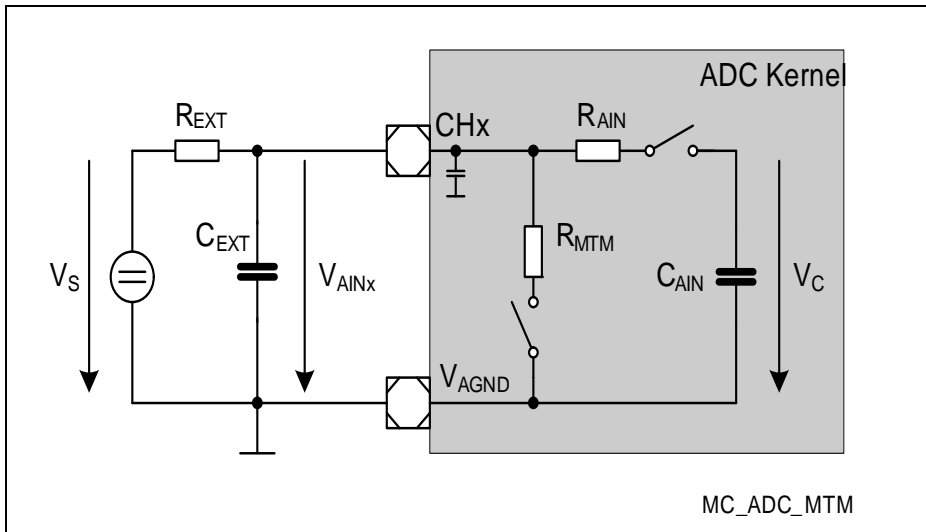 ADC Kernel
REXT
CHx
RAIN
CEXT
RMTM
VS
VAINx
CAIN
VC
VAGND
MC_ADC_MTM